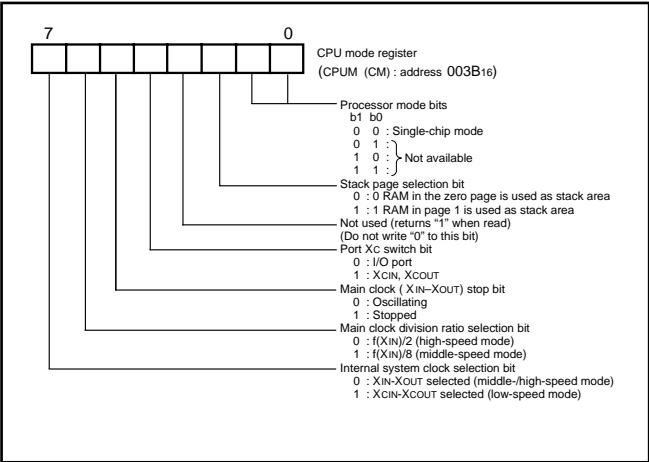 7 0
CPU mode register
(CPUM (CM) : address 003B16)
Processor mode bits
b1 b0
0 0 : Single-chip mode
0 1 :
1 0 : Not available
1 1 :
Stack page selection bit
0 : 0 RAM in the zero page is used as stack area
1 : 1 RAM in page 1 is used as stack area
Not used (returns “1” when read)
(Do not write “0” to this bit)
Port XC switch bit
0 : I/O port
1 : XCIN, XCOUT
Main clock ( XIN–XOUT) stop bit
0 : Oscillating
1 : Stopped
Main clock division ratio selection bit
0 : f(XIN)/2 (high-speed mode)
1 : f(XIN)/8 (middle-speed mode)
Internal system clock selection bit
0 : XIN-XOUT selected (middle-/high-speed mode)
1 : XCIN-XCOUT selected (low-speed mode)